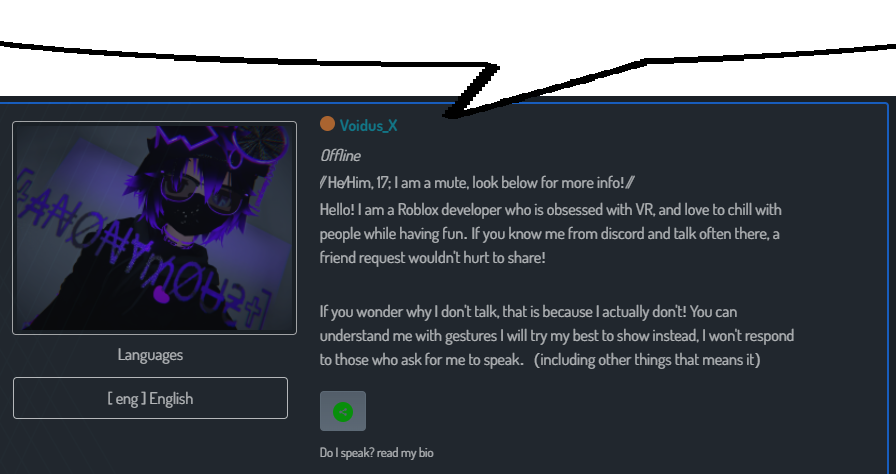 Voidus_X
Offline
//He/Him, 17; I am a mute, look below for more info!//
Hello! I am a Roblox developer who is obsessed with VR, and love to chill with
people while having fun. If you know me from discord and talk often there, a
friend request wouldn't hurt to share!
If you wonder why I don't talk, that is because I actually don't! You can
understand me with gestures I will try my best to show instead, I won't respond
to those who ask for me to speak. (including other things that means it)
Languages
[ eng ] English
Do I speak? read my bio